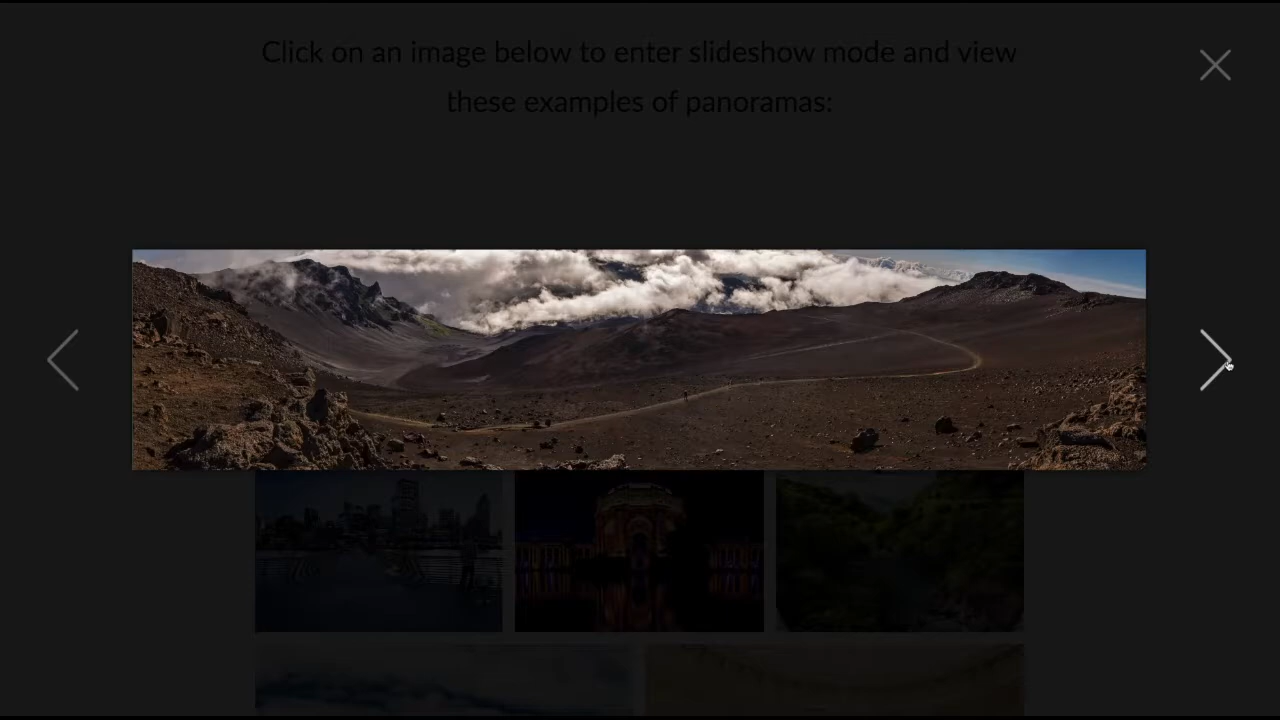 Click on an image below to enter slideshow mode and view
these examples of panoramas: